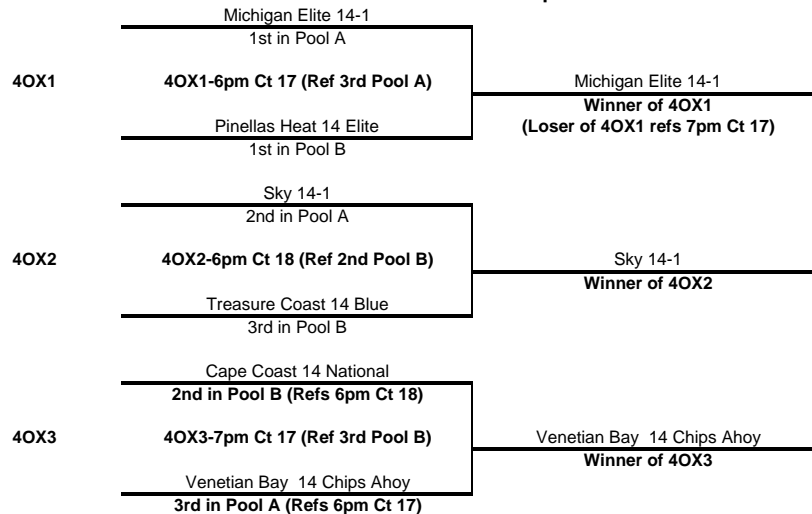 Michigan Elite 14-1
1st in Pool A
4OX1
4OX1-6pm Ct 17 (Ref 3rd Pool A)
Michigan Elite 14-1
Winner of 4OX1
(Loser of 4OX1 refs 7pm Ct 17)
Pinellas Heat 14 Elite
1st in Pool B
Sky 14-1
2nd in Pool A
4OX2
4OX2-6pm Ct 18 (Ref 2nd Pool B)
Sky 14-1
Winner of 4OX2
Treasure Coast 14 Blue
3rd in Pool B
Cape Coast 14 National
2nd in Pool B (Refs 6pm Ct 18)
4OX3
4OX3-7pm Ct 17 (Ref 3rd Pool B)
Venetian Bay  14 Chips Ahoy
Winner of 4OX3
Venetian Bay  14 Chips Ahoy
3rd in Pool A (Refs 6pm Ct 17)